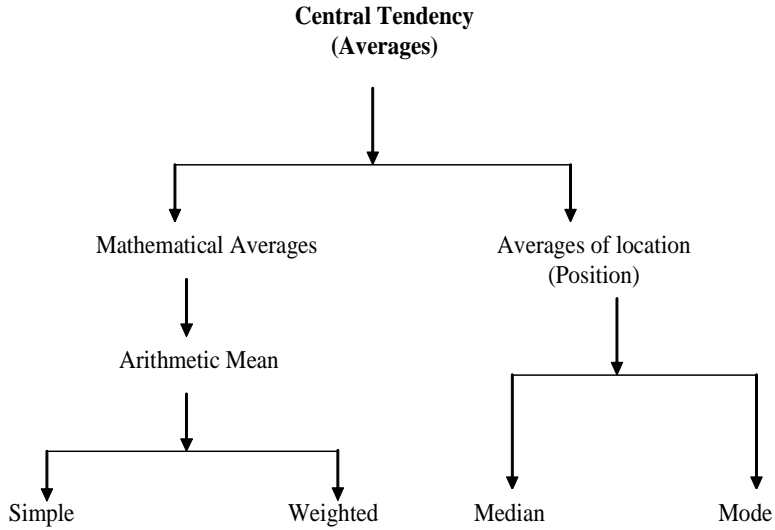 Central Tendency
(Averages)
Mathematical Averages
Averages of location
(Position)
Arithmetic Mean
Simple
Weighted
Median
Mode